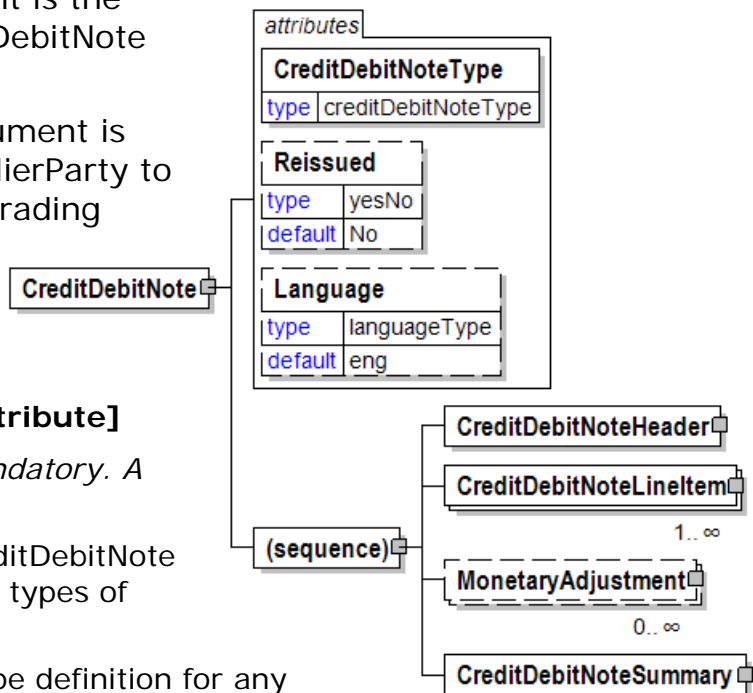 t is the
DebitNote
ument is
lierParty to
rading
attributes
CreditDebitNoteType
type creditDebitNoteType
Reissued
type yesNo
default No
CreditDebitNote
Language
type languageType
default eng
tribute]
ndatory. A
ditDebitNote
types of
pe definition for any
(sequence)
CreditDebitNoteHeader
CreditDebitNoteLineItem
1.. ∞
MonetaryAdjustment
0.. ∞
CreditDebitNoteSummary